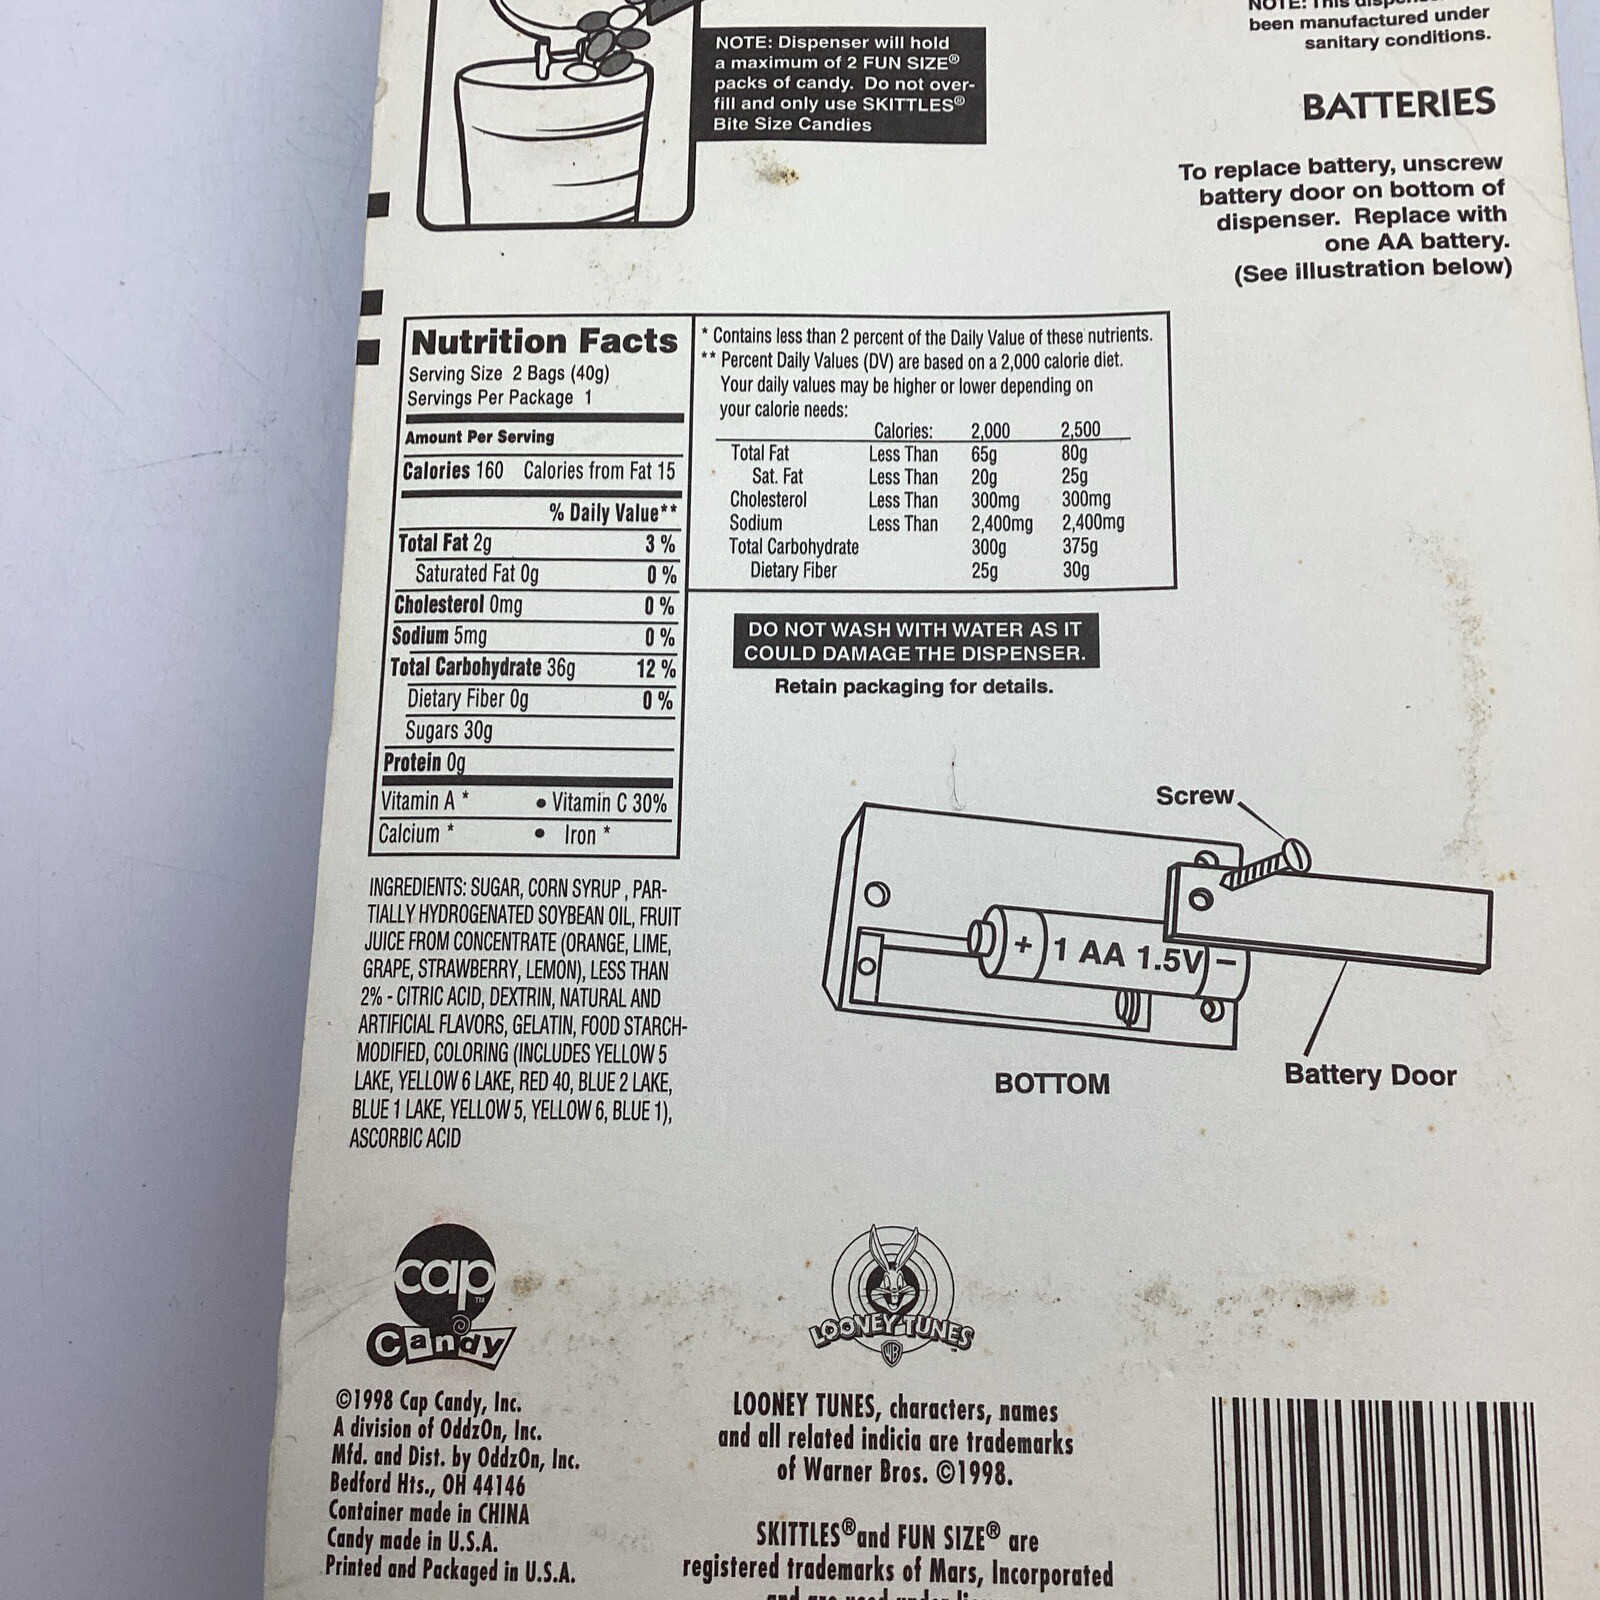 NOTE: Dispenser will hold
a maximum of 2 FUN SIZE®
packs of candy. Do not over-
fill and only use SKITTLES®
Bite Size Candies
NOTE: This
been manufactured under
sanitary conditions.
BATTERIES
To replace battery, unscrew
battery door on bottom of
dispenser. Replace with
one AA battery.
(See illustration below)
Nutrition Facts
Serving Size 2 Bags (40g)
Servings Per Package 1
Amount Per Serving
Calories 160 Calories from Fat 15
% Daily Value**
Total Fat 2g 3 %
Saturated Fat 0g 0 %
Cholesterol 0mg 0 %
Sodium 5mg 0 %
Total Carbohydrate 36g 12 %
Dietary Fiber 0g 0 %
Sugars 30g
Protein 0g
Vitamin A * • Vitamin C 30%
Calcium * • Iron *
* Contains less than 2 percent of the Daily Value of these nutrients.
** Percent Daily Values (DV) are based on a 2,000 calorie diet.
Your daily values may be higher or lower depending on
your calorie needs:
Calories: 2,000 2,500
Total Fat Less Than 65g 80g
Sat. Fat Less Than 20g 25g
Cholesterol Less Than 300mg 300mg
Sodium Less Than 2,400mg 2,400mg
Total Carbohydrate 300g 375g
Dietary Fiber 25g 30g
DO NOT WASH WITH WATER AS IT
COULD DAMAGE THE DISPENSER.
Retain packaging for details.
Screw
+ 1 AA 1.5V −
BOTTOM
Battery Door
INGREDIENTS: SUGAR, CORN SYRUP , PAR-
TIALLY HYDROGENATED SOYBEAN OIL, FRUIT
JUICE FROM CONCENTRATE (ORANGE, LIME,
GRAPE, STRAWBERRY, LEMON), LESS THAN
2% - CITRIC ACID, DEXTRIN, NATURAL AND
ARTIFICIAL FLAVORS, GELATIN, FOOD STARCH-
MODIFIED, COLORING (INCLUDES YELLOW 5
LAKE, YELLOW 6 LAKE, RED 40, BLUE 2 LAKE,
BLUE 1 LAKE, YELLOW 5, YELLOW 6, BLUE 1),
ASCORBIC ACID
cap TM
Candy
©1998 Cap Candy, Inc.
A division of OddzOn, Inc.
Mfd. and Dist. by OddzOn, Inc.
Bedford Hts., OH 44146
Container made in CHINA
Candy made in U.S.A.
Printed and Packaged in U.S.A.
LOONEY TUNES
WB
LOONEY TUNES, characters, names
and all related indicia are trademarks
of Warner Bros. ©1998.
SKITTLES® and FUN SIZE® are
registered trademarks of Mars, Incorporated